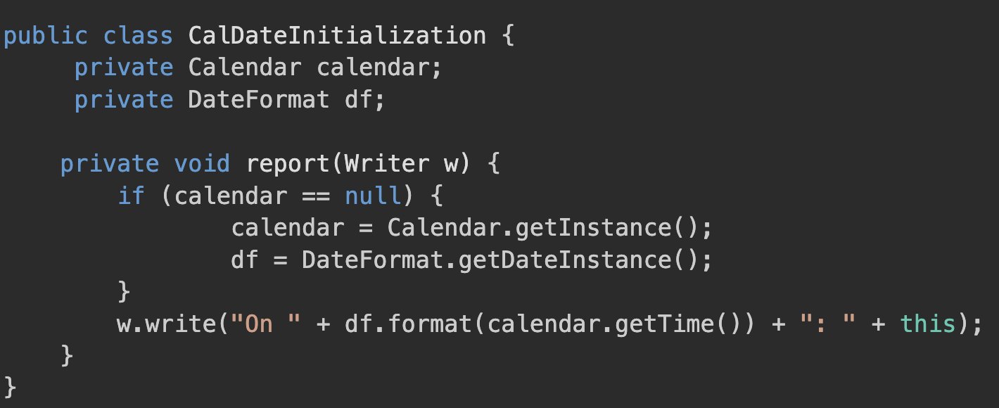 public class CalDateInitialization {
     private Calendar calendar;
     private DateFormat df;

    private void report(Writer w) {
        if (calendar == null) {
                calendar = Calendar.getInstance();
                df = DateFormat.getDateInstance();
        }
        w.write("On " + df.format(calendar.getTime()) + ": " + this);
    }
}